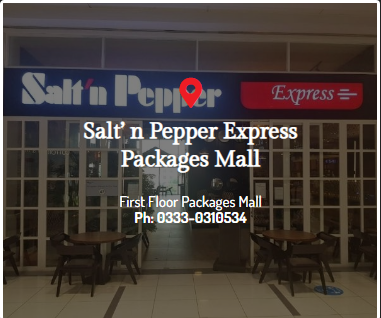 Salt'n Pepper
Express
Salt' n Pepper Express
Packages Mall
First Floor Packages Mall
Ph: 0333-0310534